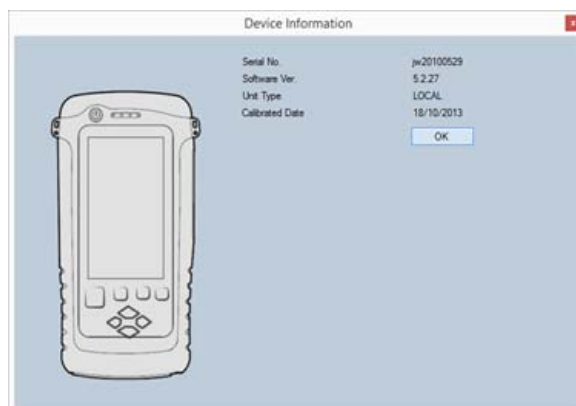 Device Information
x
Serial No. jw20100529
Software Ver. 5.2.27
Unit Type LOCAL
Calibrated Date 18/10/2013
OK